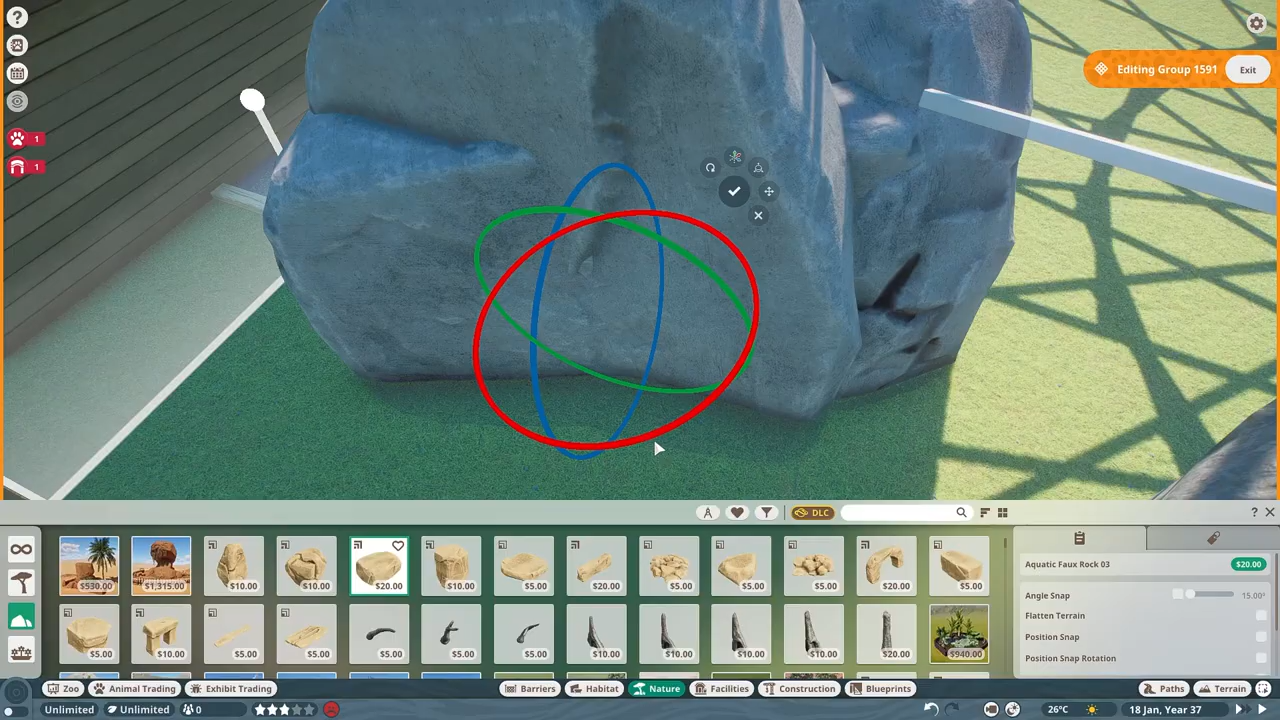 Editing Group 1591
Exit
1
1
DLC
?
$530.00
$1,315.00
$10.00
$10.00
$20.00
$10.00
$5.00
$20.00
$5.00
$5.00
$5.00
$20.00
$5.00
$5.00
$10.00
$5.00
$5.00
$5.00
$5.00
$5.00
$10.00
$10.00
$10.00
$10.00
$20.00
$940.00
Aquatic Faux Rock 03
$20.00
Angle Snap
15.00°
Flatten Terrain
Position Snap
Position Snap Rotation
Zoo
Animal Trading
Exhibit Trading
Barriers
Habitat
Nature
Facilities
Construction
Blueprints
Paths
Terrain
Unlimited
Unlimited
0
26°C
18 Jan, Year 37